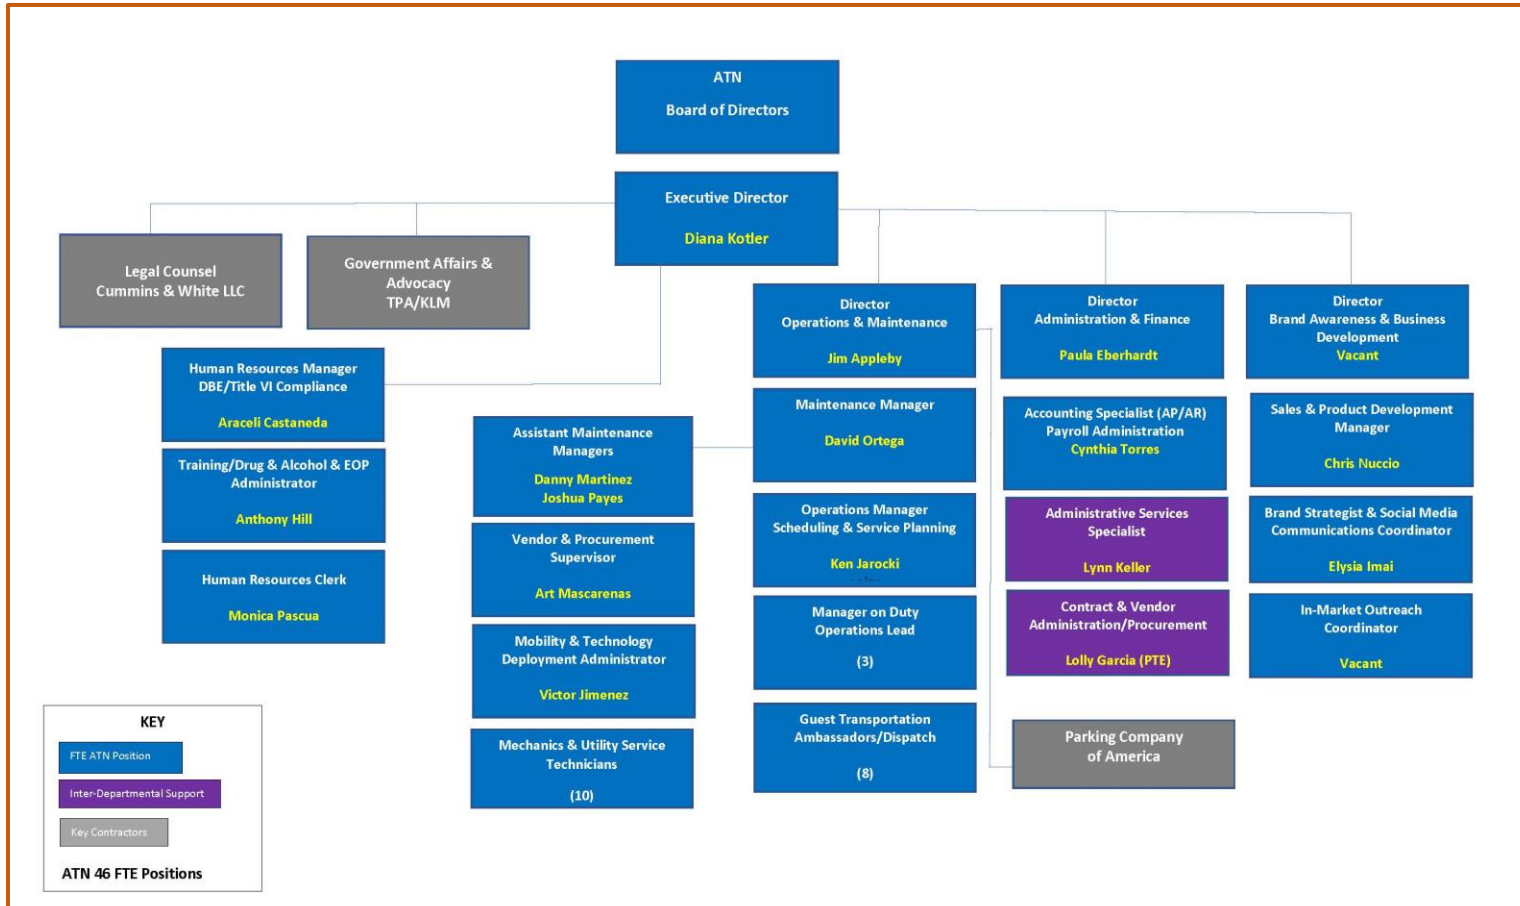 ATN
Board of Directors
Executive Director
Diana Kotler
Legal Counsel
Cummins & White LLC
Government Affairs &
Advocacy
TPA/KLM
Human Resources Manager
DBE/Title VI Compliance
Araceli Castaneda
Training/Drug & Alcohol & EOP
Administrator
Anthony Hill
Human Resources Clerk
Monica Pascua
Assistant Maintenance
Managers
Danny Martinez
Joshua Payes
Vendor & Procurement
Supervisor
Art Mascarenas
Mobility & Technology
Deployment Administrator
Victor Jimenez
Mechanics & Utility Service
Technicians
(10)
Director
Operations & Maintenance
Jim Appleby
Maintenance Manager
David Ortega
Operations Manager
Scheduling & Service Planning
Ken Jarocki
Manager on Duty
Operations Lead
(3)
Guest Transportation
Ambassadors/Dispatch
(8)
Director
Administration & Finance
Paula Eberhardt
Accounting Specialist (AP/AR)
Payroll Administration
Cynthia Torres
Administrative Services
Specialist
Lynn Keller
Contract & Vendor
Administration/Procurement
Lolly Garcia (PTE)
Parking Company
of America
Director
Brand Awareness & Business
Development
Vacant
Sales & Product Development
Manager
Chris Nuccio
Brand Strategist & Social Media
Communications Coordinator
Elysia Imai
In-Market Outreach
Coordinator
Vacant
KEY
FTE ATN Position
Inter-Departmental Support
Key Contractors
ATN 46 FTE Positions